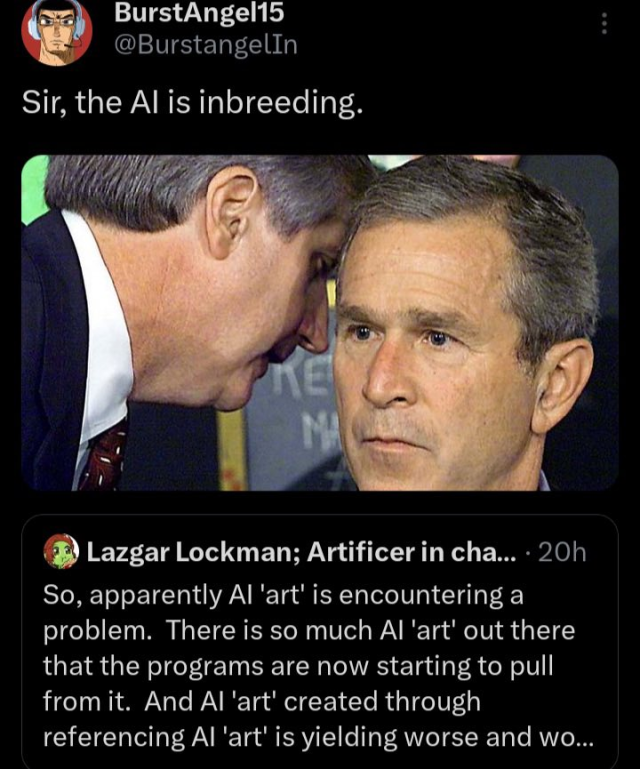 BurstAngel15
@BurstangelIn
Sir, the AI is inbreeding.
Lazgar Lockman; Artificer in cha... · 20h
So, apparently AI 'art' is encountering a
problem. There is so much AI 'art' out there
that the programs are now starting to pull
from it. And AI 'art' created through
referencing AI 'art' is yielding worse and wo...